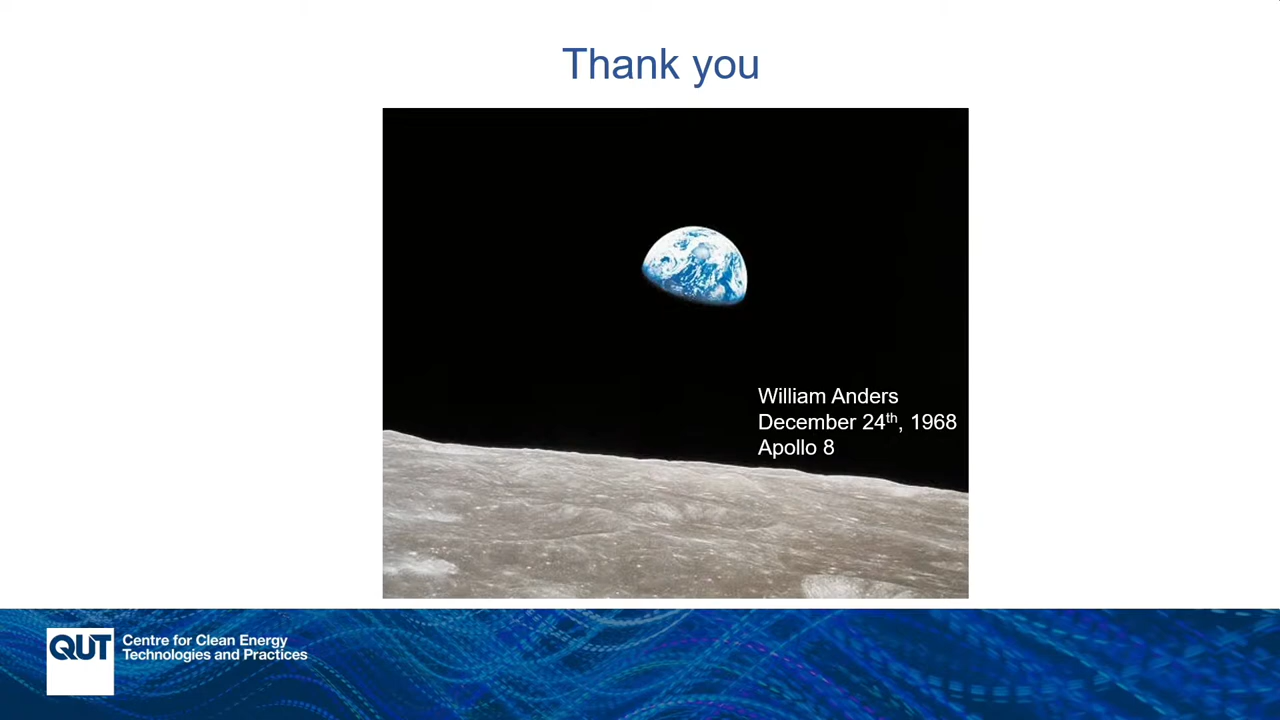 Thank you
William Anders
December 24th, 1968
Apollo 8
QUT
Centre for Clean Energy
Technologies and Practices